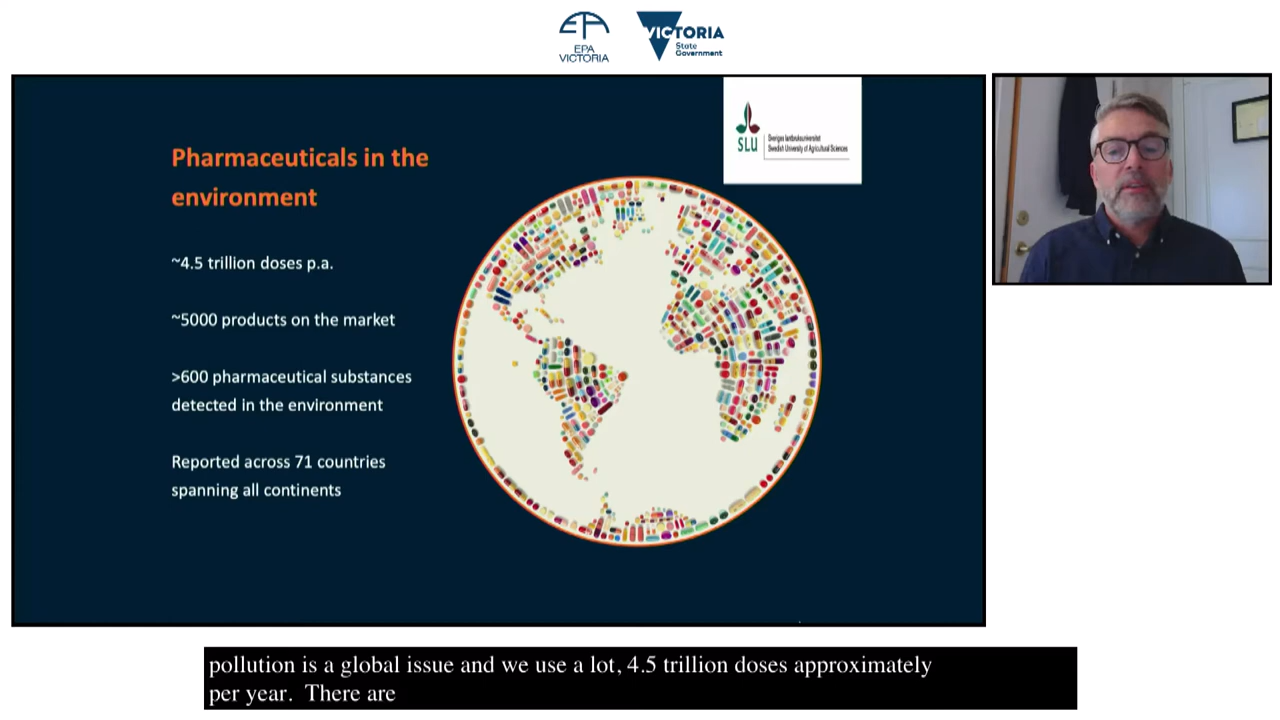 EPA
VICTORIA
VICTORIA
State
Government
Pharmaceuticals in the
environment
~4.5 trillion doses p.a.
~5000 products on the market
>600 pharmaceutical substances
detected in the environment
Reported across 71 countries
spanning all continents
SLU
Sveriges lantbruksuniversitet
Swedish University of Agricultural Sciences
pollution is a global issue and we use a lot, 4.5 trillion doses approximately
per year.  There are